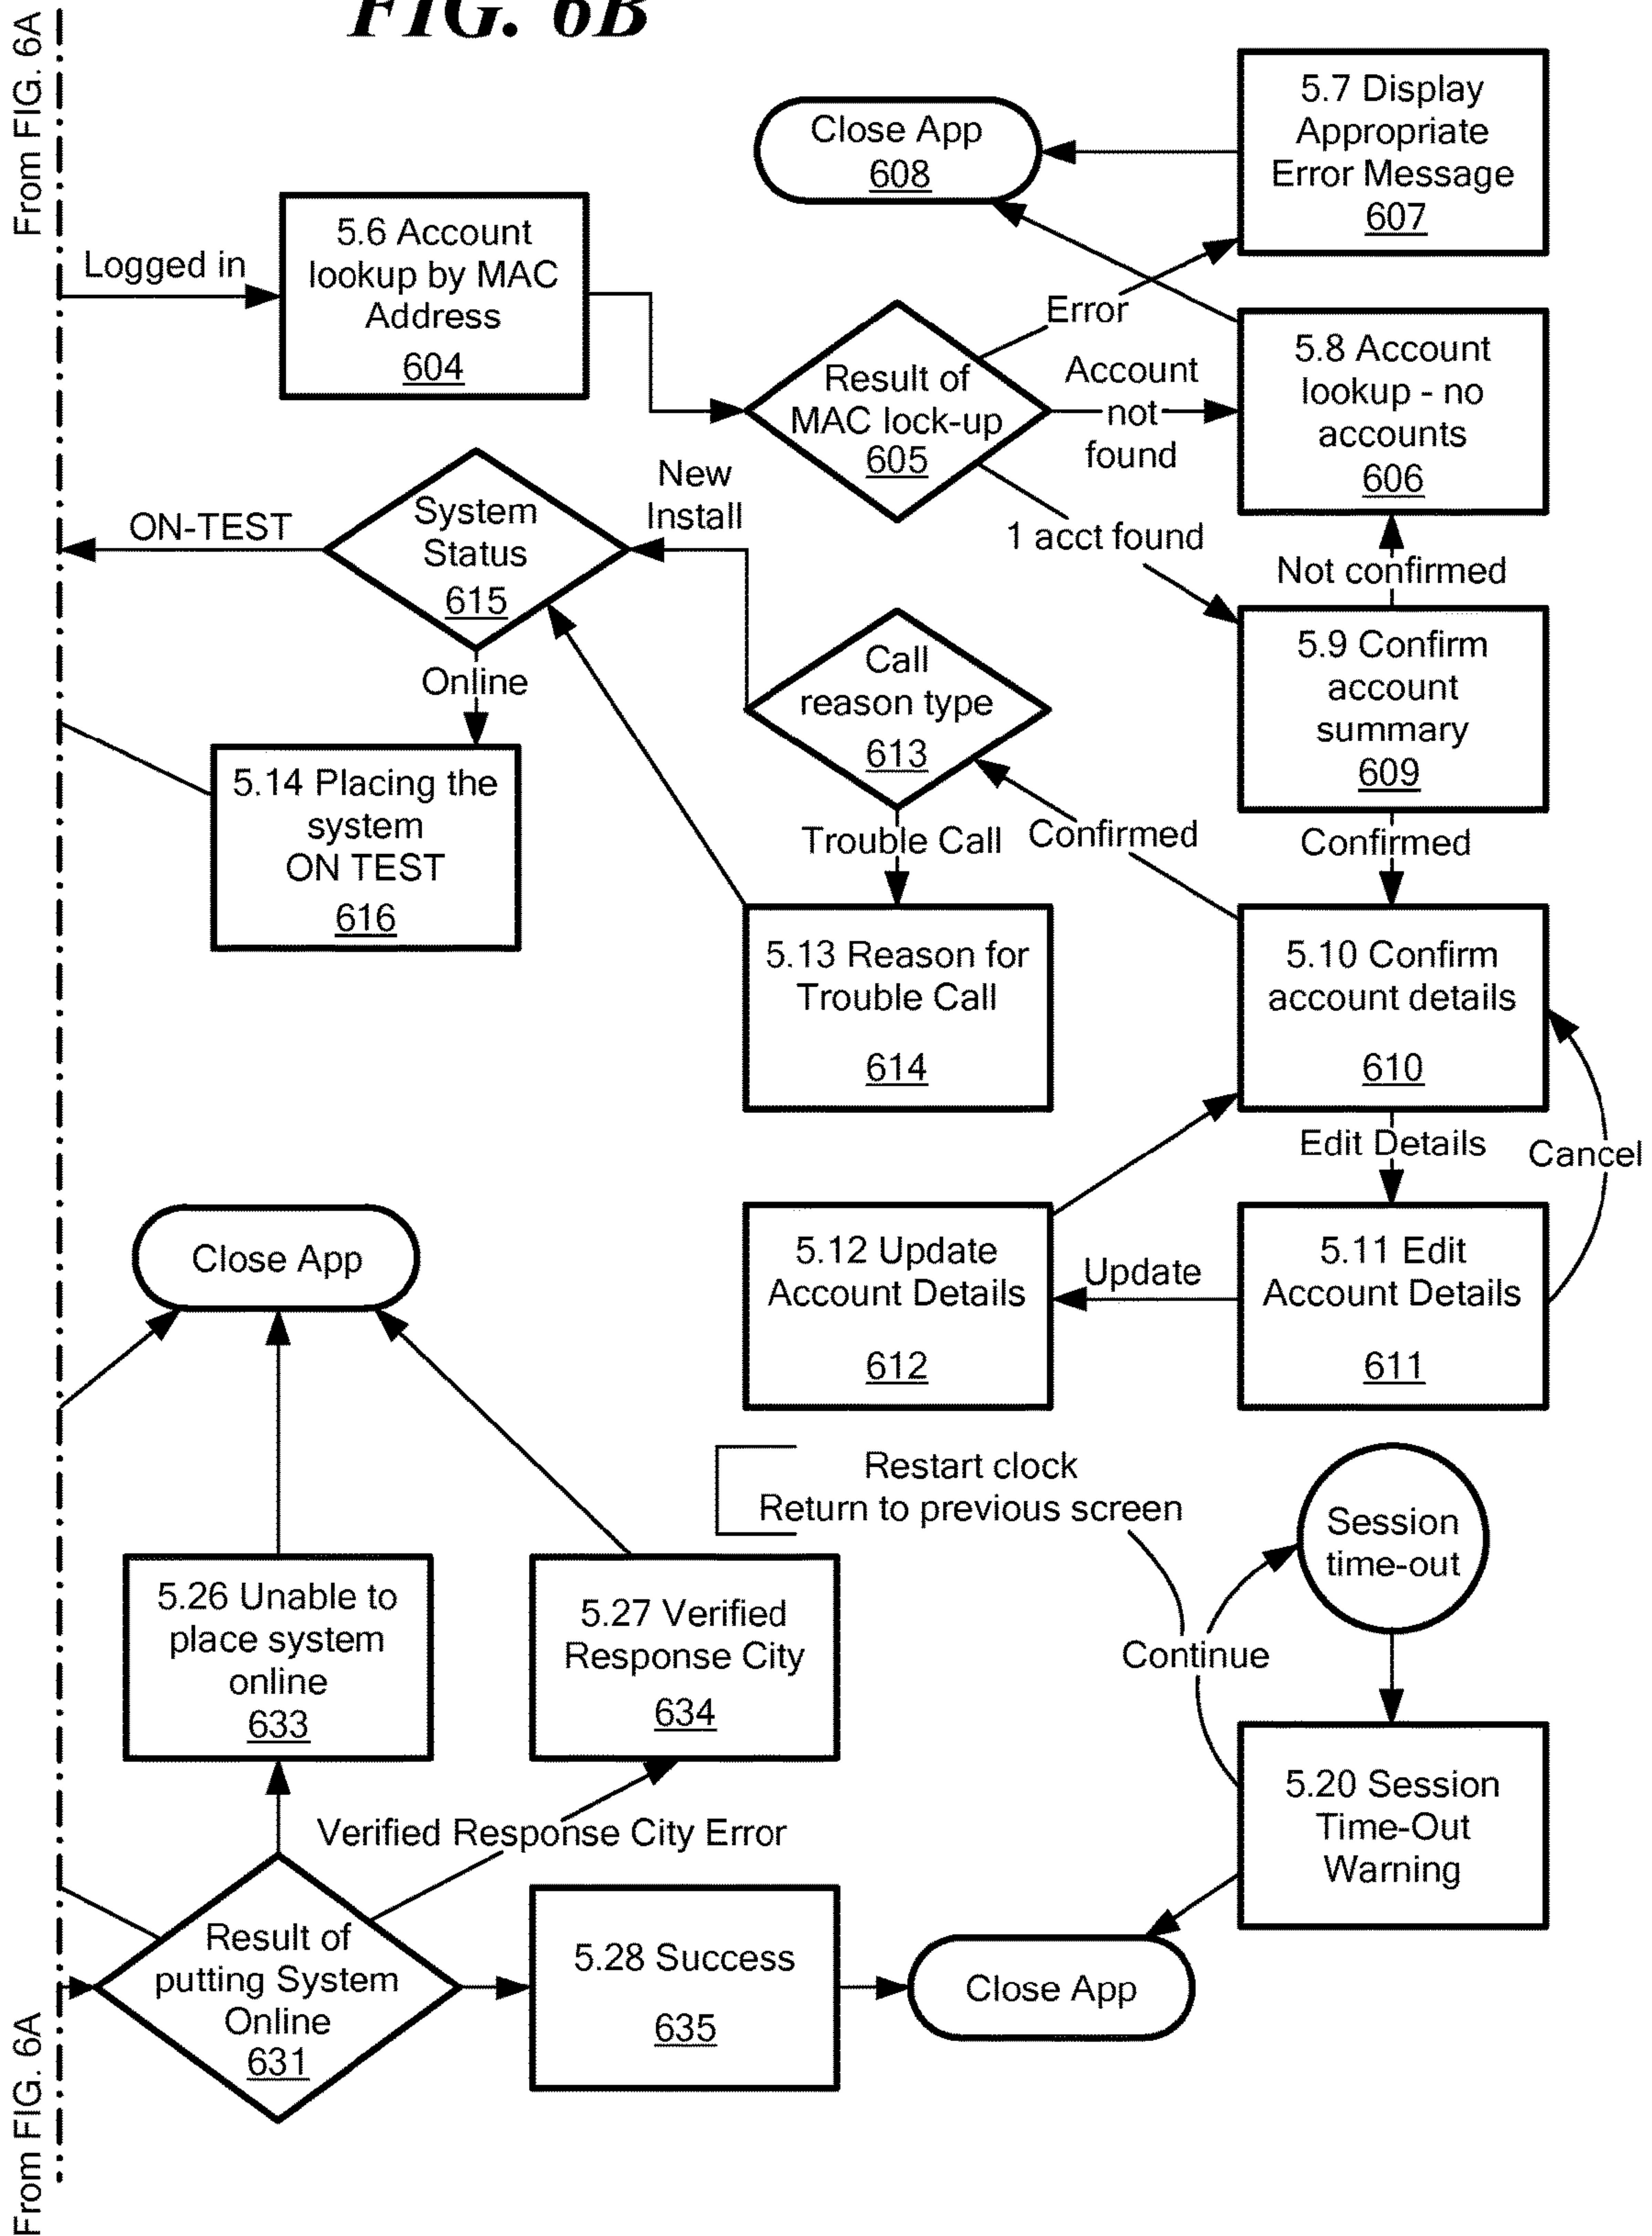 FIG. 6B
From FIG. 6A
Logged in
5.6 Account
lookup by MAC
Address
604
Close App
608
5.7 Display
Appropriate
Error Message
607
Error
Result of
MAC lock-up
605
Account
not
found
5.8 Account
lookup - no
accounts
606
1 acct found
Not confirmed
5.9 Confirm
account
summary
609
New
Install
System
Status
615
ON-TEST
Online
5.14 Placing the
system
ON TEST
616
Call
reason type
613
Trouble Call
Confirmed
Confirmed
5.13 Reason for
Trouble Call
614
5.10 Confirm
account details
610
Edit Details
Cancel
5.12 Update
Account Details
612
Update
5.11 Edit
Account Details
611
Close App
Restart clock
Return to previous screen
Session
time-out
Continue
5.20 Session
Time-Out
Warning
5.26 Unable to
place system
online
633
5.27 Verified
Response City
634
Verified Response City Error
Result of
putting System
Online
631
5.28 Success
635
Close App
From FIG. 6A